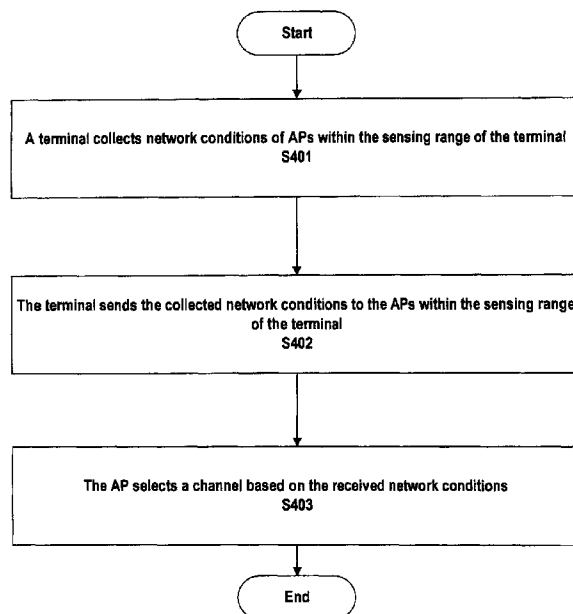 Start
A terminal collects network conditions of APs within the sensing range of the terminal
S401
The terminal sends the collected network conditions to the APs within the sensing range
of the terminal
S402
The AP selects a channel based on the received network conditions
S403
End